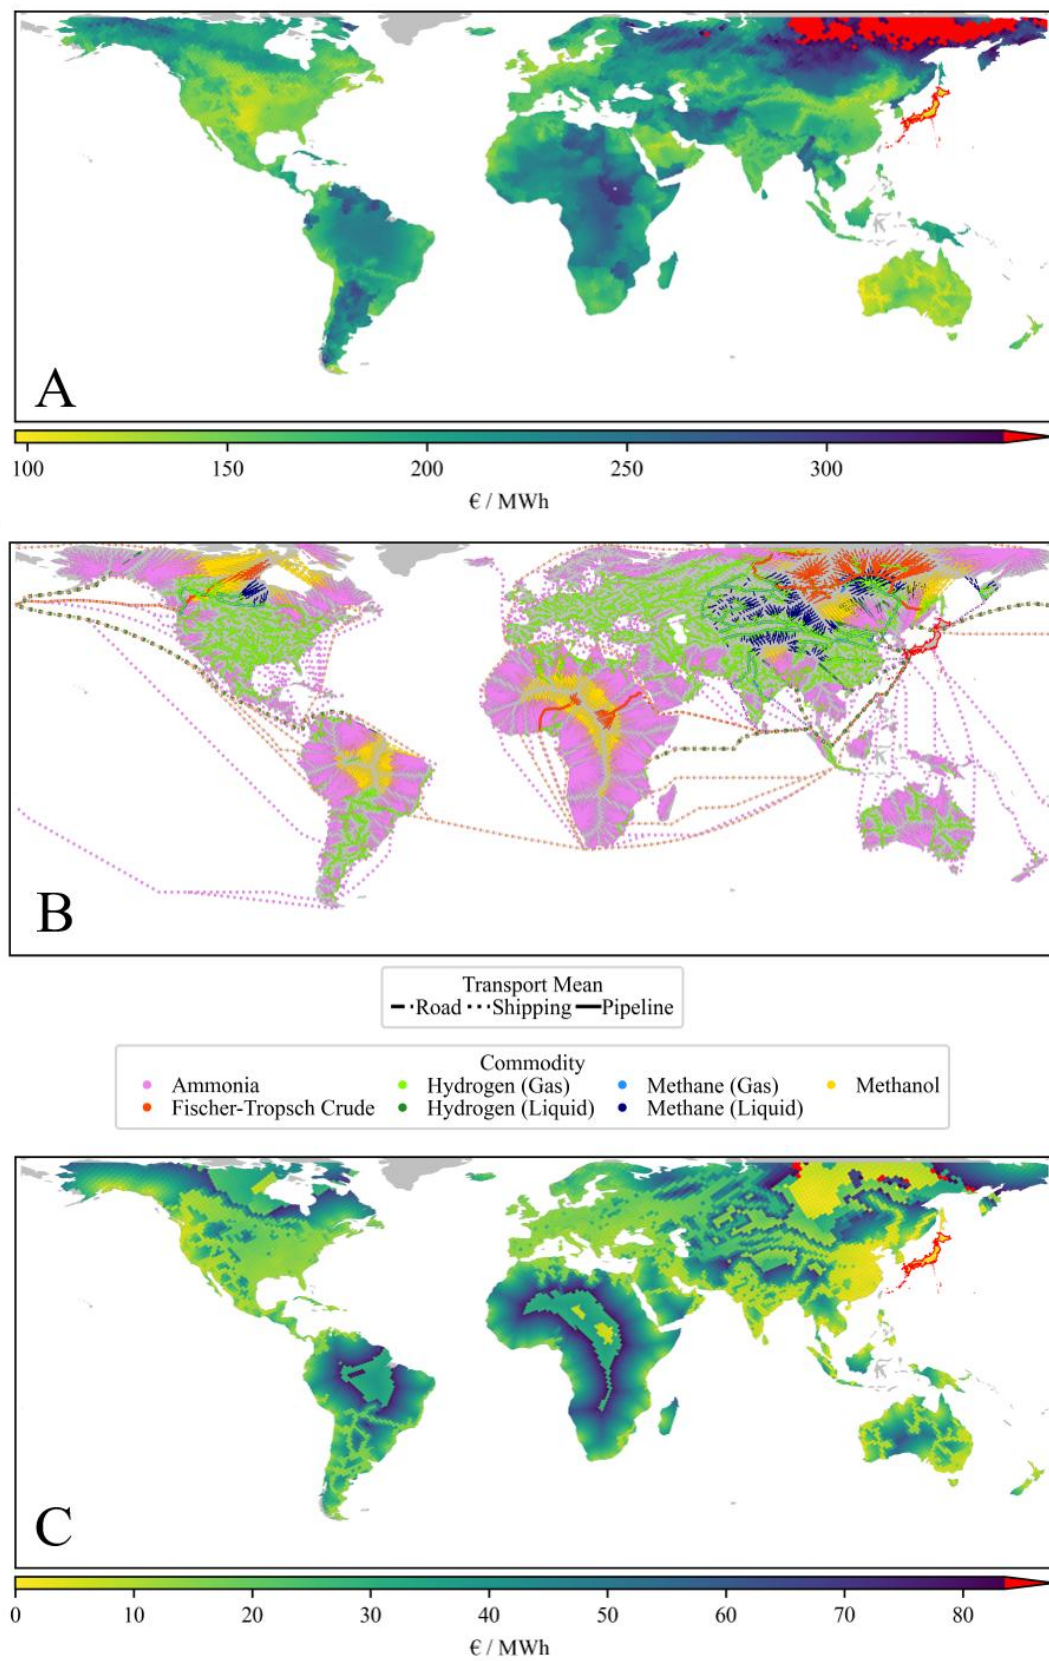 A
100 150 200 250 300
€ / MWh
B
Transport Mean
Road Shipping Pipeline
Commodity
Ammonia Hydrogen (Gas) Methane (Gas) Methanol
Fischer-Tropsch Crude Hydrogen (Liquid) Methane (Liquid)
C
0 10 20 30 40 50 60 70 80
€ / MWh